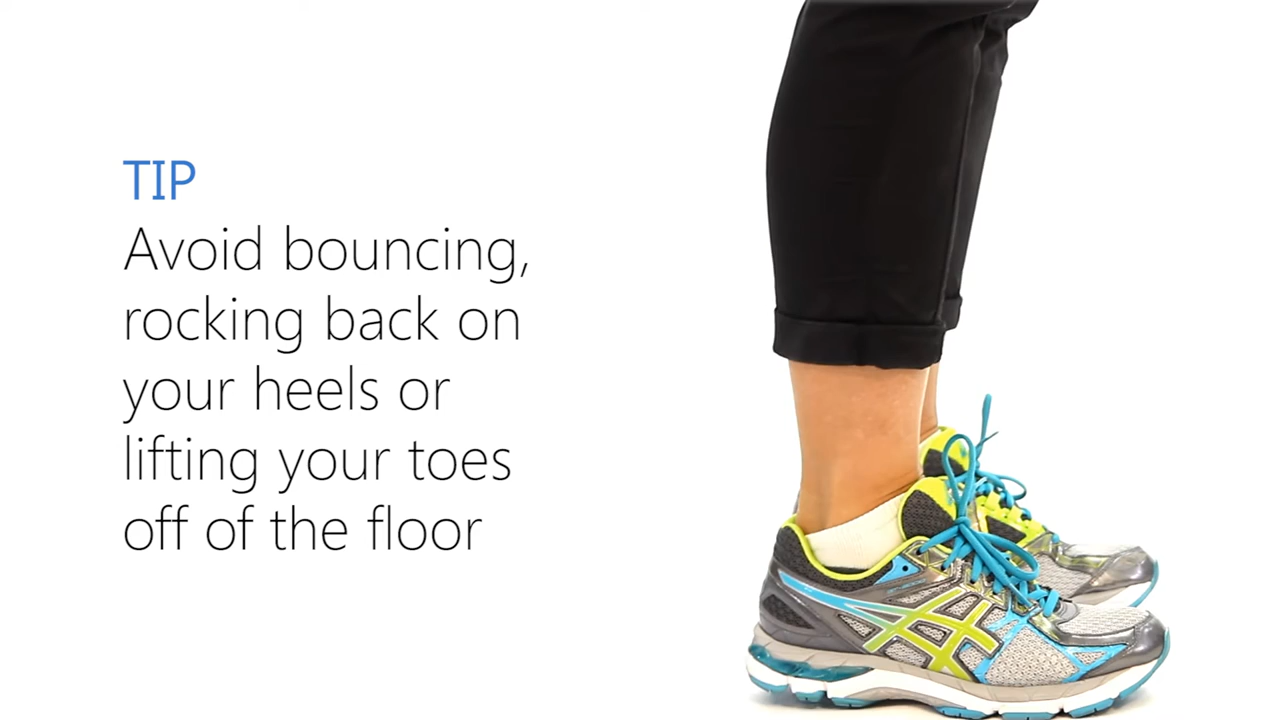 TIP
Avoid bouncing,
rocking back on
your heels or
lifting your toes
off of the floor